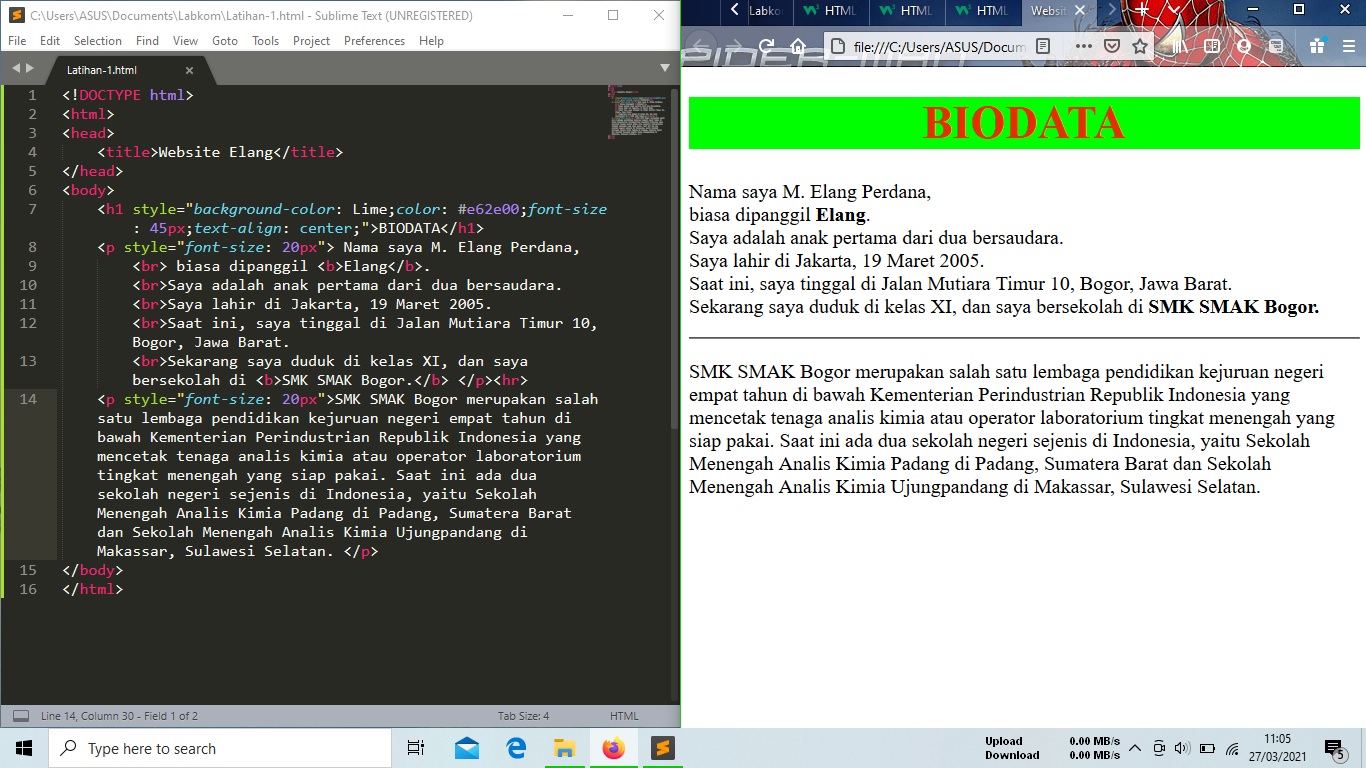 C:\Users\ASUS\Documents\Labkom\Latihan-1.html - Sublime Text (UNREGISTERED)
File Edit Selection Find View Goto Tools Project Preferences Help
Latihan-1.html
1 <!DOCTYPE html>
2 <html>
3 <head>
4 <title>Website Elang</title>
5 </head>
6 <body>
7 <h1 style="background-color: Lime;color: #e62e00;font-size
: 45px;text-align: center;">BIODATA</h1>
8 <p style="font-size: 20px"> Nama saya M. Elang Perdana,
9 <br> biasa dipanggil <b>Elang</b>.
10 <br>Saya adalah anak pertama dari dua bersaudara.
11 <br>Saya lahir di Jakarta, 19 Maret 2005.
12 <br>Saat ini, saya tinggal di Jalan Mutiara Timur 10,
Bogor, Jawa Barat.
13 <br>Sekarang saya duduk di kelas XI, dan saya
bersekolah di <b>SMK SMAK Bogor.</b> </p><hr>
14 <p style="font-size: 20px">SMK SMAK Bogor merupakan salah
satu lembaga pendidikan kejuruan negeri empat tahun di
bawah Kementerian Perindustrian Republik Indonesia yang
mencetak tenaga analis kimia atau operator laboratorium
tingkat menengah yang siap pakai. Saat ini ada dua
sekolah negeri sejenis di Indonesia, yaitu Sekolah
Menengah Analis Kimia Padang di Padang, Sumatera Barat
dan Sekolah Menengah Analis Kimia Ujungpandang di
Makassar, Sulawesi Selatan. </p>
15 </body>
16 </html>
Line 14, Column 30 - Field 1 of 2
Tab Size: 4
HTML
Labko HTML HTML HTML Websit
file:///C:/Users/ASUS/Docum
BIODATA
Nama saya M. Elang Perdana,
biasa dipanggil Elang.
Saya adalah anak pertama dari dua bersaudara.
Saya lahir di Jakarta, 19 Maret 2005.
Saat ini, saya tinggal di Jalan Mutiara Timur 10, Bogor, Jawa Barat.
Sekarang saya duduk di kelas XI, dan saya bersekolah di SMK SMAK Bogor.
SMK SMAK Bogor merupakan salah satu lembaga pendidikan kejuruan negeri
empat tahun di bawah Kementerian Perindustrian Republik Indonesia yang
mencetak tenaga analis kimia atau operator laboratorium tingkat menengah yang
siap pakai. Saat ini ada dua sekolah negeri sejenis di Indonesia, yaitu Sekolah
Menengah Analis Kimia Padang di Padang, Sumatera Barat dan Sekolah
Menengah Analis Kimia Ujungpandang di Makassar, Sulawesi Selatan.
Type here to search
Upload 0.00 MB/s
Download 0.00 MB/s
11:05
27/03/2021
5